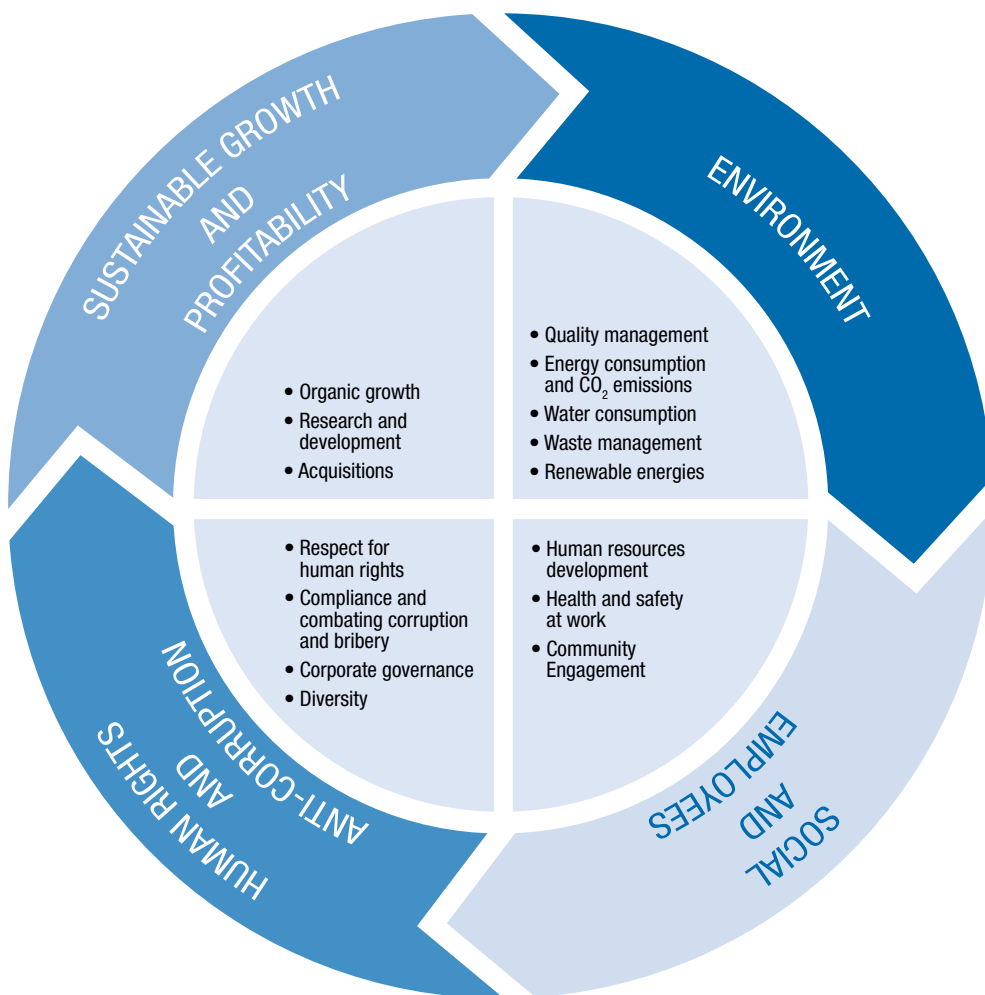 SUSTAINABLE GROWTH
AND
PROFITABILITY
• Organic growth
• Research and
development
• Acquisitions
ENVIRONMENT
• Quality management
• Energy consumption
and CO₂ emissions
• Water consumption
• Waste management
• Renewable energies
• Respect for
human rights
• Compliance and
combating corruption
and bribery
• Corporate governance
• Diversity
HUMAN RIGHTS
AND
ANTI-CORRUPTION
• Human resources
development
• Health and safety
at work
• Community
Engagement
SOCIAL
AND
EMPLOYEES